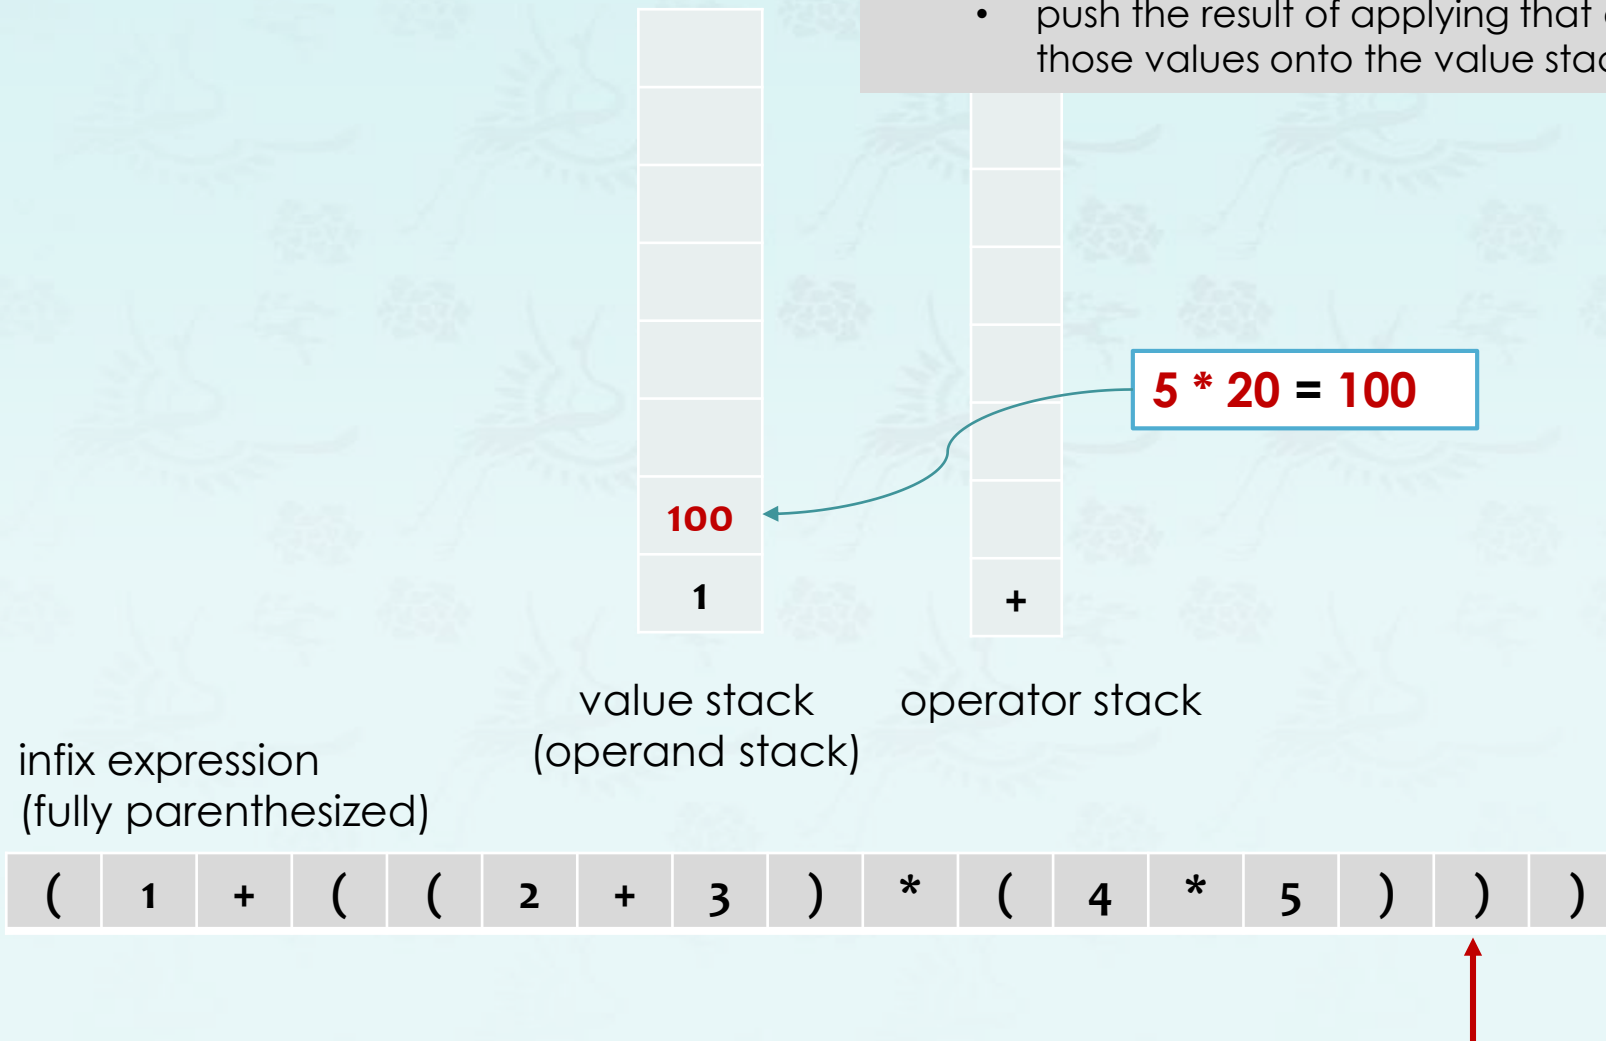 • push the result of applying that
those values onto the value
5 * 20 = 100
100
1
+
value stack
(operand stack)
operator stack
infix expression
(fully parenthesized)
( 1 + ( ( 2 + 3 ) * ( 4 * 5 ) ) )